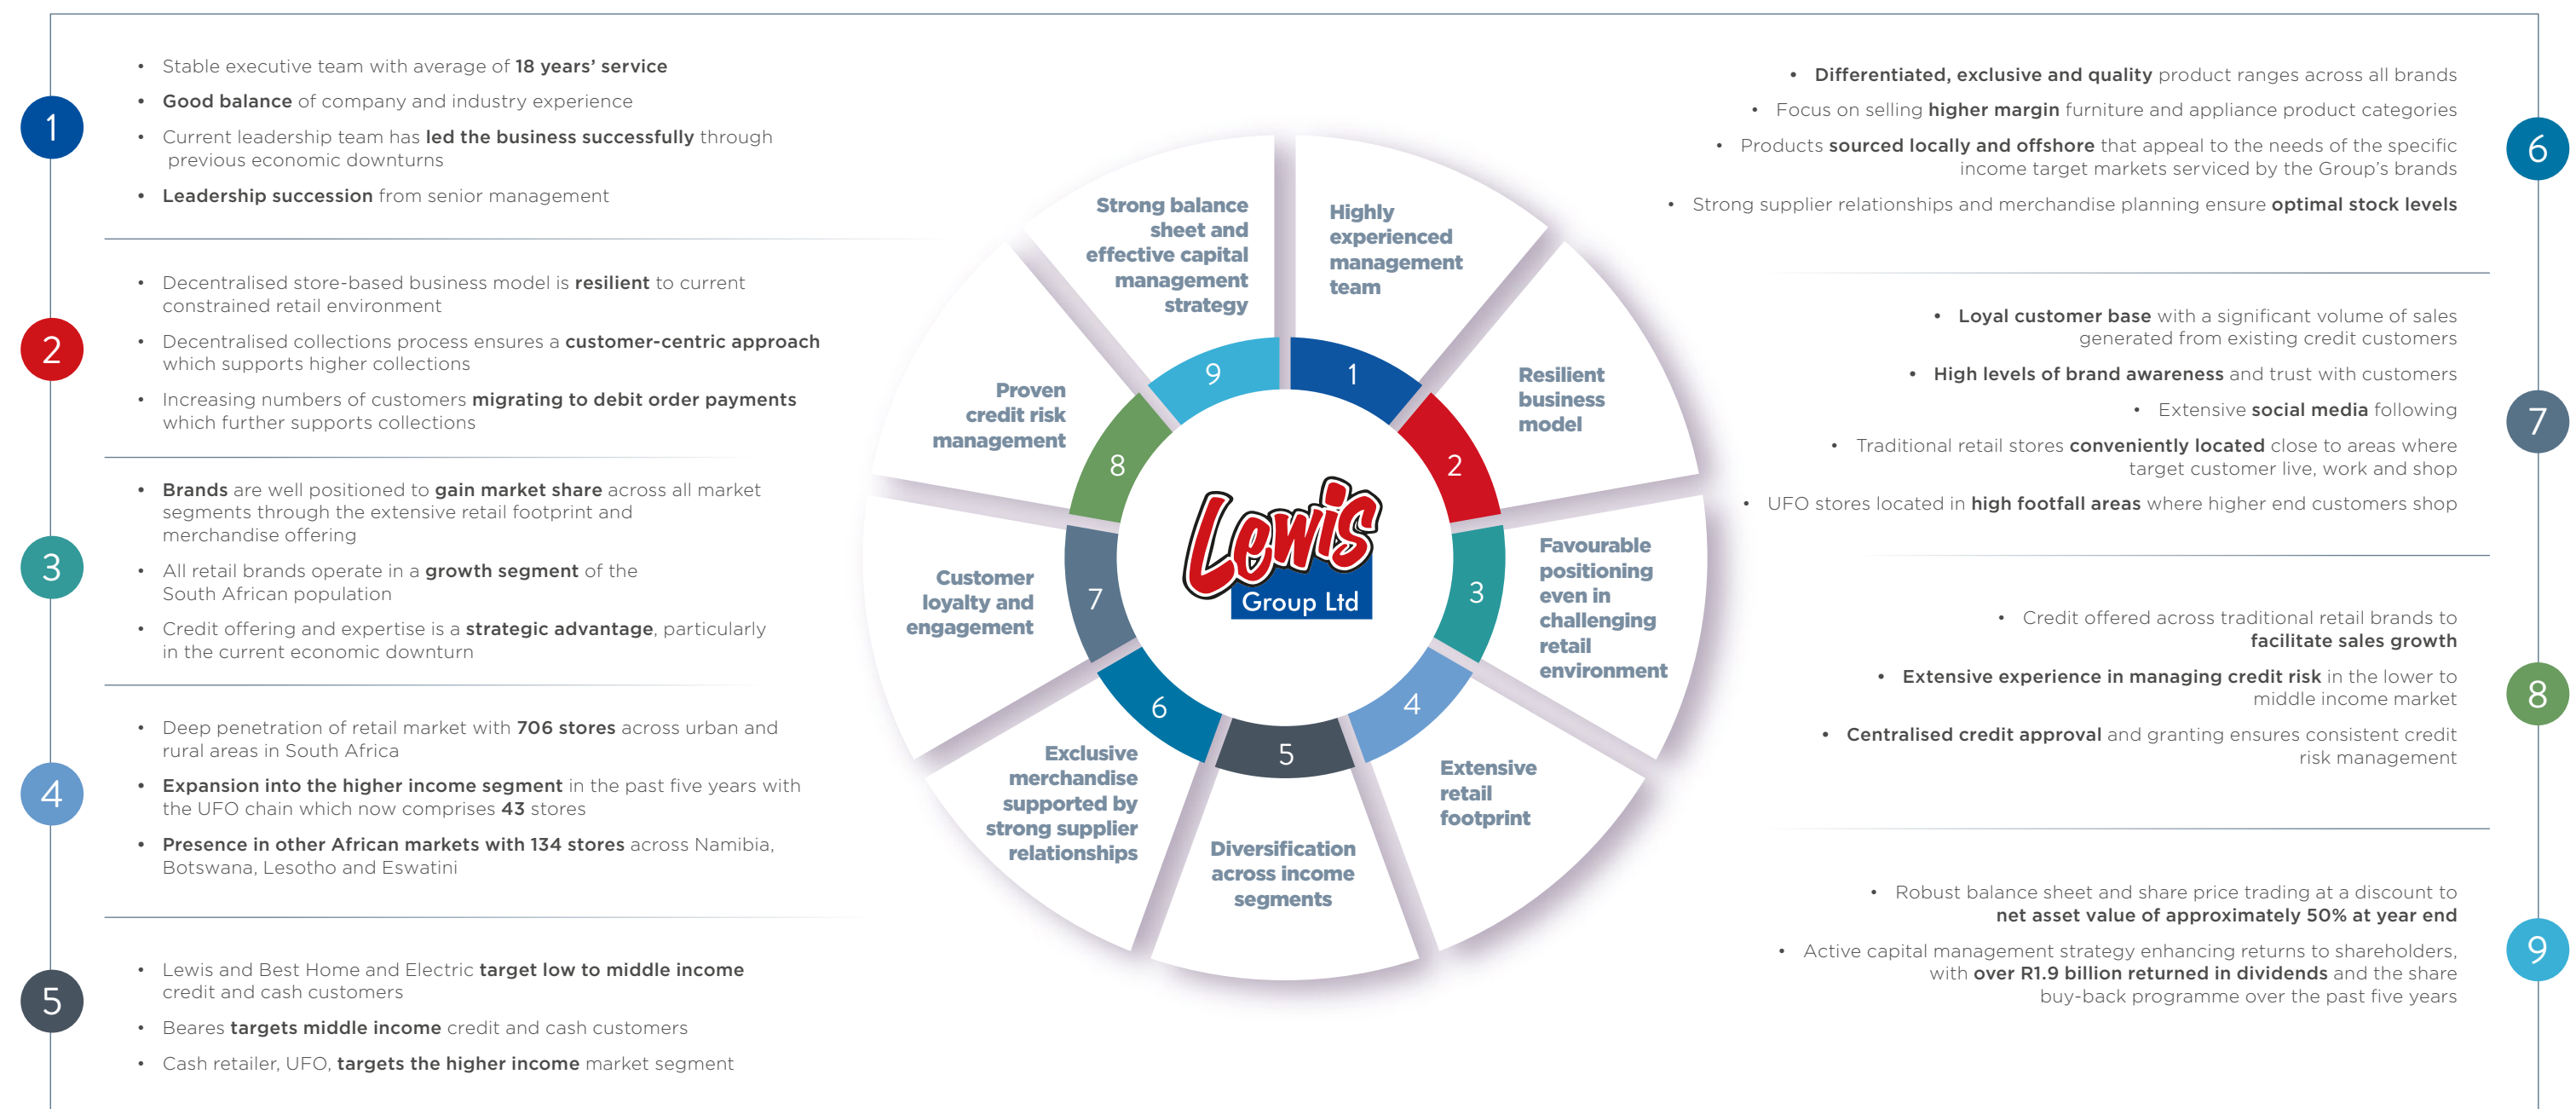 1
• Stable executive team with average of 18 years’ service
• Good balance of company and industry experience
• Current leadership team has led the business successfully through
previous economic downturns
• Leadership succession from senior management
2
• Decentralised store-based business model is resilient to current
constrained retail environment
• Decentralised collections process ensures a customer-centric approach
which supports higher collections
• Increasing numbers of customers migrating to debit order payments
which further supports collections
3
• Brands are well positioned to gain market share across all market
segments through the extensive retail footprint and
merchandise offering
• All retail brands operate in a growth segment of the
South African population
• Credit offering and expertise is a strategic advantage, particularly
in the current economic downturn
4
• Deep penetration of retail market with 706 stores across urban and
rural areas in South Africa
• Expansion into the higher income segment in the past five years with
the UFO chain which now comprises 43 stores
• Presence in other African markets with 134 stores across Namibia,
Botswana, Lesotho and Eswatini
5
• Lewis and Best Home and Electric target low to middle income
credit and cash customers
• Beares targets middle income credit and cash customers
• Cash retailer, UFO, targets the higher income market segment
Highly
experienced
management
team
1
Resilient
business
model
2
Favourable
positioning
even in
challenging
retail
environment
3
Extensive
retail
footprint
4
Diversification
across income
segments
5
Exclusive
merchandise
supported by
strong supplier
relationships
6
Customer
loyalty and
engagement
7
Proven
credit risk
management
8
Strong balance
sheet and
effective capital
management
strategy
9
Lewis
Group Ltd
6
• Differentiated, exclusive and quality product ranges across all brands
• Focus on selling higher margin furniture and appliance product categories
• Products sourced locally and offshore that appeal to the needs of the specific
income target markets serviced by the Group’s brands
• Strong supplier relationships and merchandise planning ensure optimal stock levels
7
• Loyal customer base with a significant volume of sales
generated from existing credit customers
• High levels of brand awareness and trust with customers
• Extensive social media following
• Traditional retail stores conveniently located close to areas where
target customer live, work and shop
• UFO stores located in high footfall areas where higher end customers shop
8
• Credit offered across traditional retail brands to
facilitate sales growth
• Extensive experience in managing credit risk in the lower to
middle income market
• Centralised credit approval and granting ensures consistent credit
risk management
9
• Robust balance sheet and share price trading at a discount to
net asset value of approximately 50% at year end
• Active capital management strategy enhancing returns to shareholders,
with over R1.9 billion returned in dividends and the share
buy-back programme over the past five years